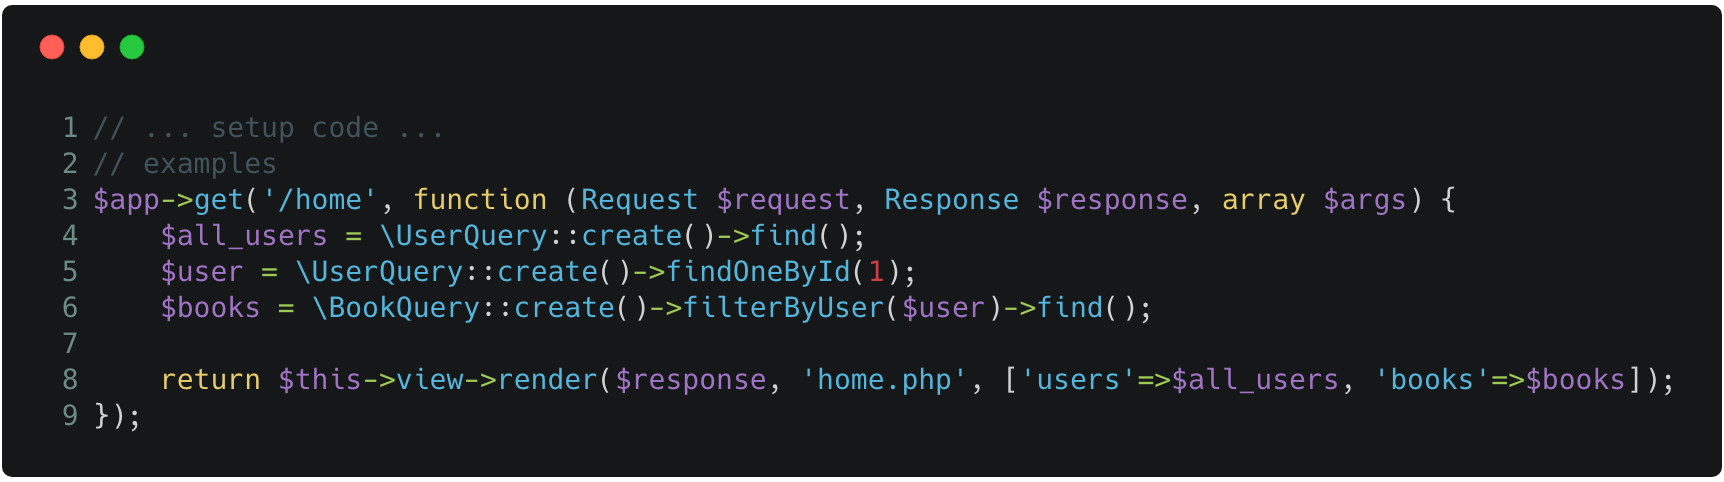 1 // ... setup code ...
2 // examples
3 $app->get('/home', function (Request $request, Response $response, array $args) {
4     $all_users = \UserQuery::create()->find();
5     $user = \UserQuery::create()->findOneById(1);
6     $books = \BookQuery::create()->filterByUser($user)->find();
7
8     return $this->view->render($response, 'home.php', ['users'=>$all_users, 'books'=>$books]);
9 });